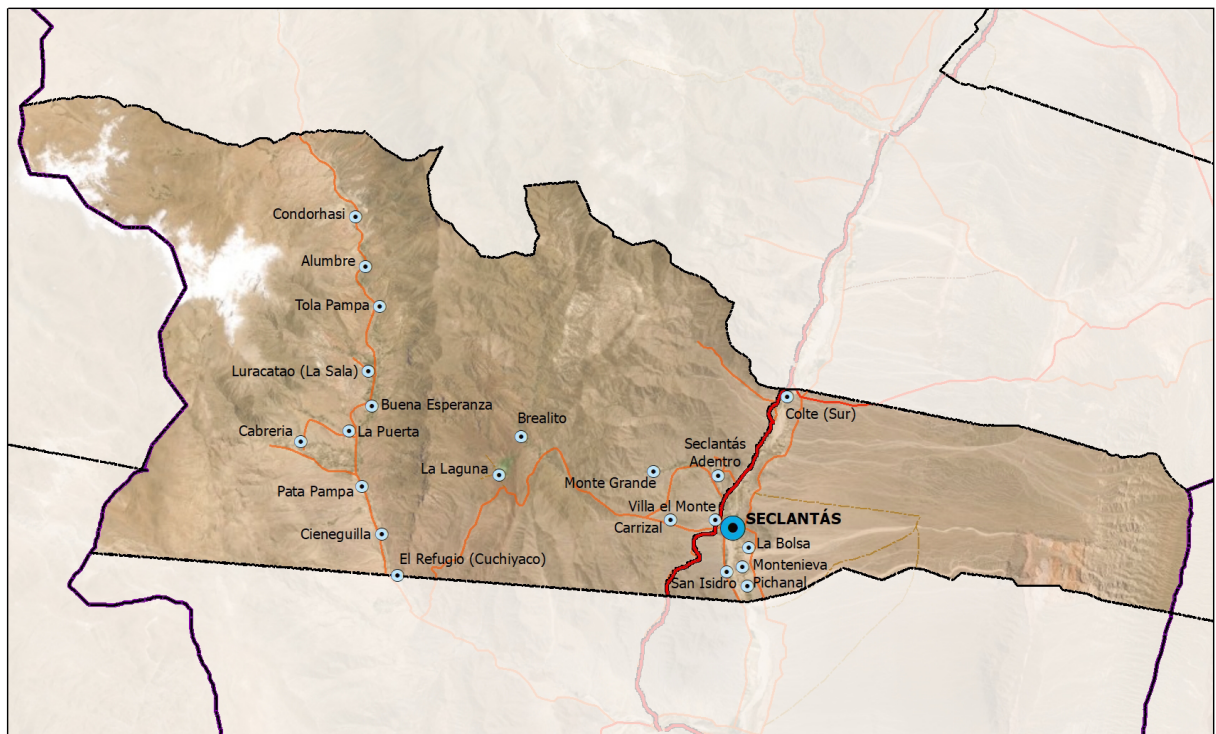 Condorhasi
Alumbre
Tola Pampa
Luracatao (La Sala)
Buena Esperanza
Colte (Sur)
Brealito
Cabreria
La Puerta
Seclantás
Adentro
La Laguna
Monte Grande
Pata Pampa
Villa el Monte
SECLANTÁS
Carrizal
Cieneguilla
La Bolsa
El Refugio (Cuchiyaco)
Montenieva
San Isidro
Pichanal